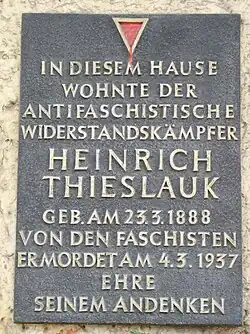 IN DIESEM HAUSE
WOHNTE DER
ANTIFASCHISTISCHE
WIDERSTANDSKÄMPFER
HEINRICH
THIESLAUK
GEB. AM 23.3.1888
VON DEN FASCHISTEN
ERMORDET AM 4.3.1937
EHRE
SEINEM ANDENKEN